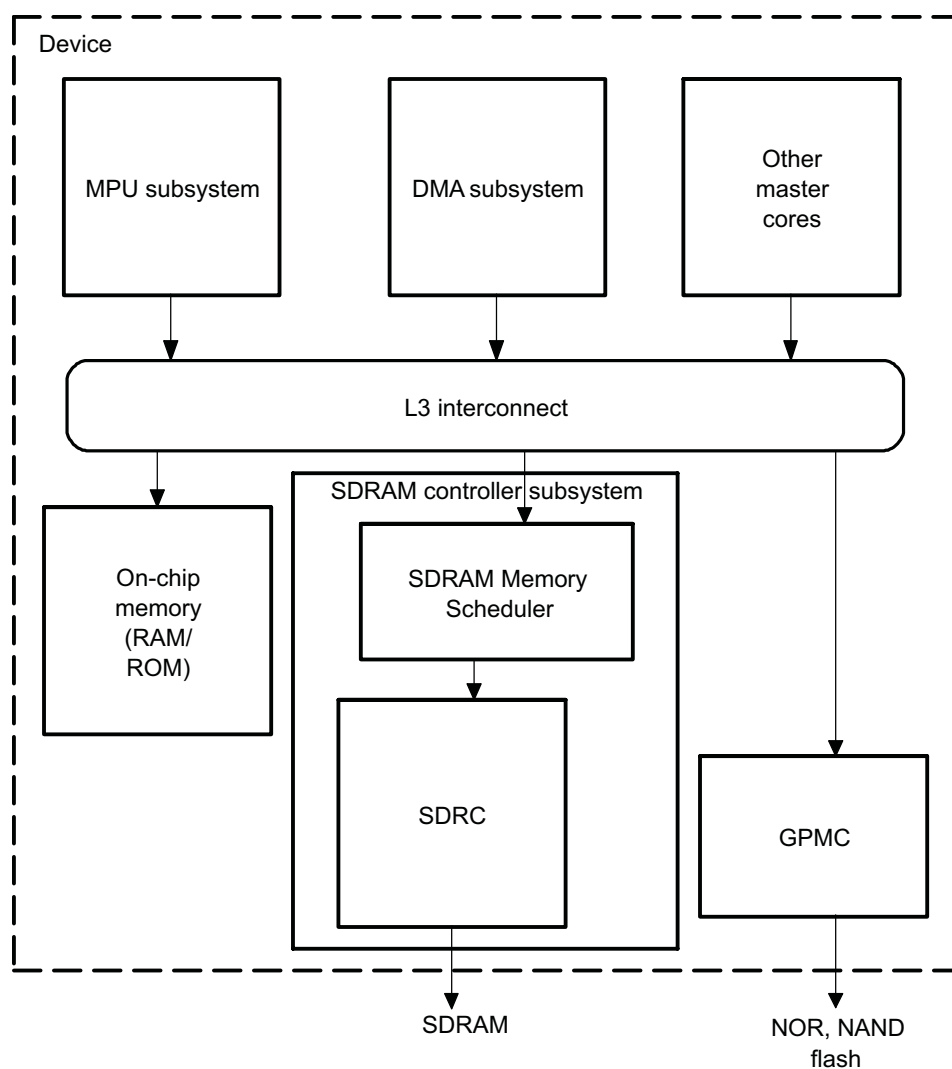 Device
MPU subsystem
DMA subsystem
Other
master
cores
L3 interconnect
SDRAM controller subsystem
On-chip
memory
(RAM/
ROM)
SDRAM Memory
Scheduler
SDRC
GPMC
SDRAM
NOR, NAND
flash